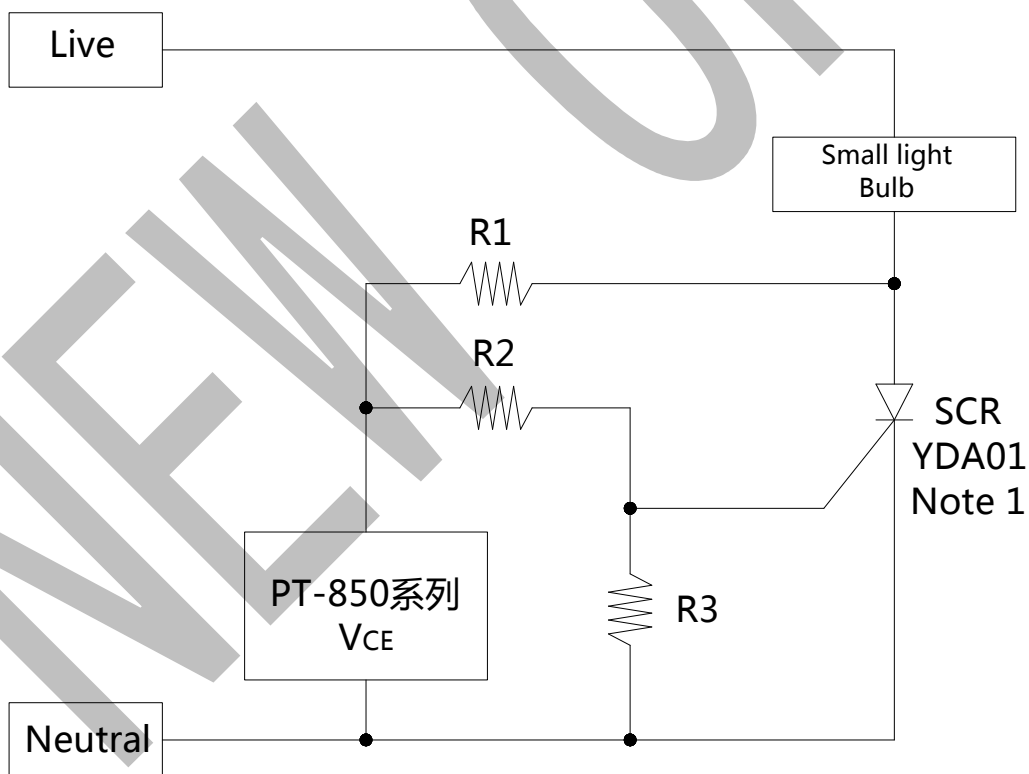 Live
Small light
Bulb
R1
R2
SCR
YDA01
Note 1
PT-850系列
VCE
R3
Neutral
NEW